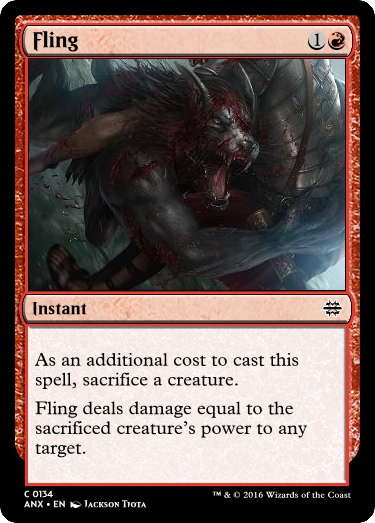 Fling 1
Instant
As an additional cost to cast this
spell, sacrifice a creature.
Fling deals damage equal to the
sacrificed creature's power to any
target.
C 0134
ANX • EN Jackson Tjota ™ & © 2016 Wizards of the Coast